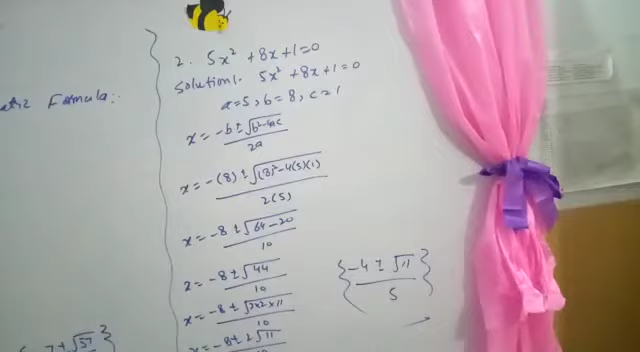 Formula:-
2. 5x² + 8x + 1 = 0
Solution:- 5x² + 8x + 1 = 0
a = 5, b = 8, c = 1
x = -b ± √b²-4ac / 2a
x = -(8) ± √(8)²-4(5)(1) / 2(5)
x = -8 ± √64-20 / 10
x = -8 ± √44 / 10
x = -8 ± √2x2x11 / 10
x = -8 ± 2√11 / 10
{ -4 ± √11 / 5 }
7 ± √57 }